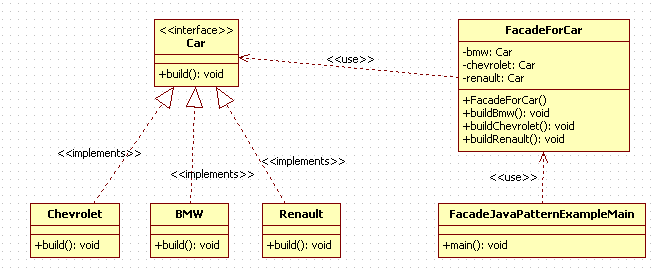 <<interface>>
Car
+build(): void
FacadeForCar
-bmw: Car
-chevrolet: Car
-renault: Car
+FacadeForCar()
+buildBmw(): void
+buildChevrolet(): void
+buildRenault(): void
<<use>>
<<implements>>
<<implements>>
<<implements>>
<<use>>
Chevrolet
+build(): void
BMW
+build(): void
Renault
+build(): void
FacadeJavaPatternExampleMain
+main(): void